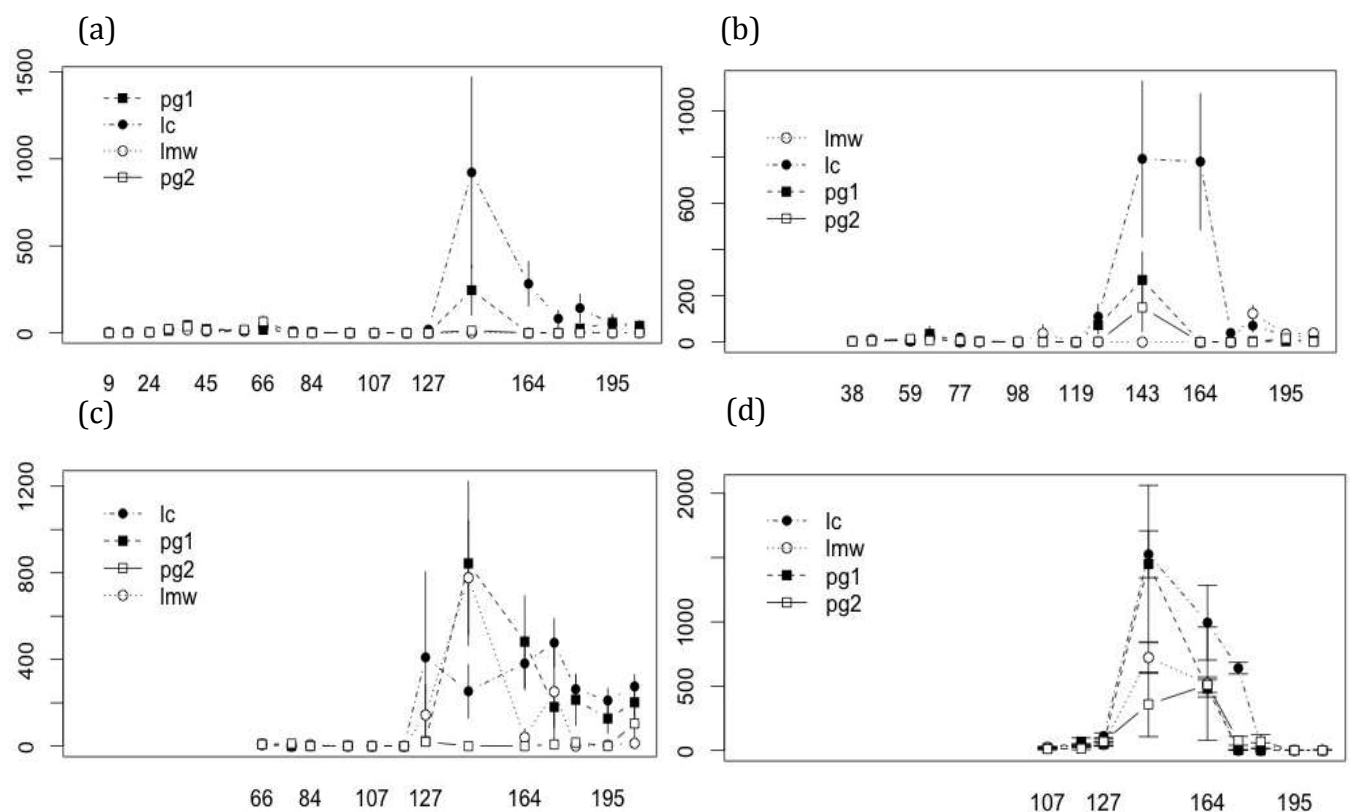 (a)
1500
1000
500
0
pg1
lc
lmw
pg2
9 24 45 66 84 107 127 164 195
(b)
1000
600
200
0
lmw
lc
pg1
pg2
38 59 77 98 119 143 164 195
(c)
1200
800
400
0
lc
pg1
pg2
lmw
66 84 107 127 164 195
(d)
2000
1000
500
0
lc
lmw
pg1
pg2
107 127 164 195